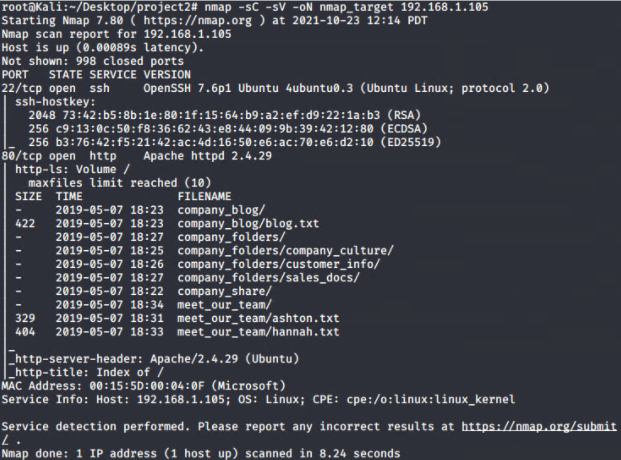 root@Kali:~/Desktop/project2# nmap -sC -sV -oN nmap_target 192.168.1.105
Starting Nmap 7.80 ( https://nmap.org ) at 2021-10-23 12:14 PDT
Nmap scan report for 192.168.1.105
Host is up (0.00089s latency).
Not shown: 998 closed ports
PORT   STATE SERVICE VERSION
22/tcp open  ssh     OpenSSH 7.6p1 Ubuntu 4ubuntu0.3 (Ubuntu Linux; protocol 2.0)
| ssh-hostkey:
|   2048 73:42:b5:8b:1e:80:1f:15:64:b9:a2:ef:d9:22:1a:b3 (RSA)
|   256 c9:13:0c:50:f8:36:62:43:e8:44:09:9b:39:42:12:80 (ECDSA)
|_  256 b3:76:42:f5:21:42:ac:4d:16:50:e6:ac:70:e6:d2:10 (ED25519)
80/tcp open  http    Apache httpd 2.4.29
| http-ls: Volume /
|   maxfiles limit reached (10)
| SIZE  TIME              FILENAME
| -     2019-05-07 18:23  company_blog/
| 422   2019-05-07 18:23  company_blog/blog.txt
| -     2019-05-07 18:27  company_folders/
| -     2019-05-07 18:25  company_folders/company_culture/
| -     2019-05-07 18:26  company_folders/customer_info/
| -     2019-05-07 18:27  company_folders/sales_docs/
| -     2019-05-07 18:22  company_share/
| -     2019-05-07 18:34  meet_our_team/
| 329   2019-05-07 18:31  meet_our_team/ashton.txt
| 404   2019-05-07 18:33  meet_our_team/hannah.txt
|_
|_http-server-header: Apache/2.4.29 (Ubuntu)
|_http-title: Index of /
MAC Address: 00:15:5D:00:04:0F (Microsoft)
Service Info: Host: 192.168.1.105; OS: Linux; CPE: cpe:/o:linux:linux_kernel

Service detection performed. Please report any incorrect results at https://nmap.org/submit
/ .
Nmap done: 1 IP address (1 host up) scanned in 8.24 seconds